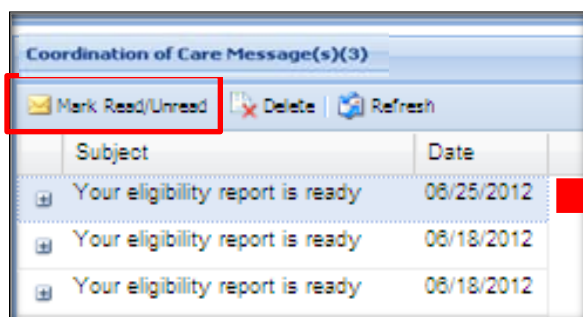 Coordination of Care Message(s)(3)
Mark Read/Unread Delete Refresh
Subject Date
Your eligibility report is ready 06/25/2012
Your eligibility report is ready 06/18/2012
Your eligibility report is ready 06/18/2012